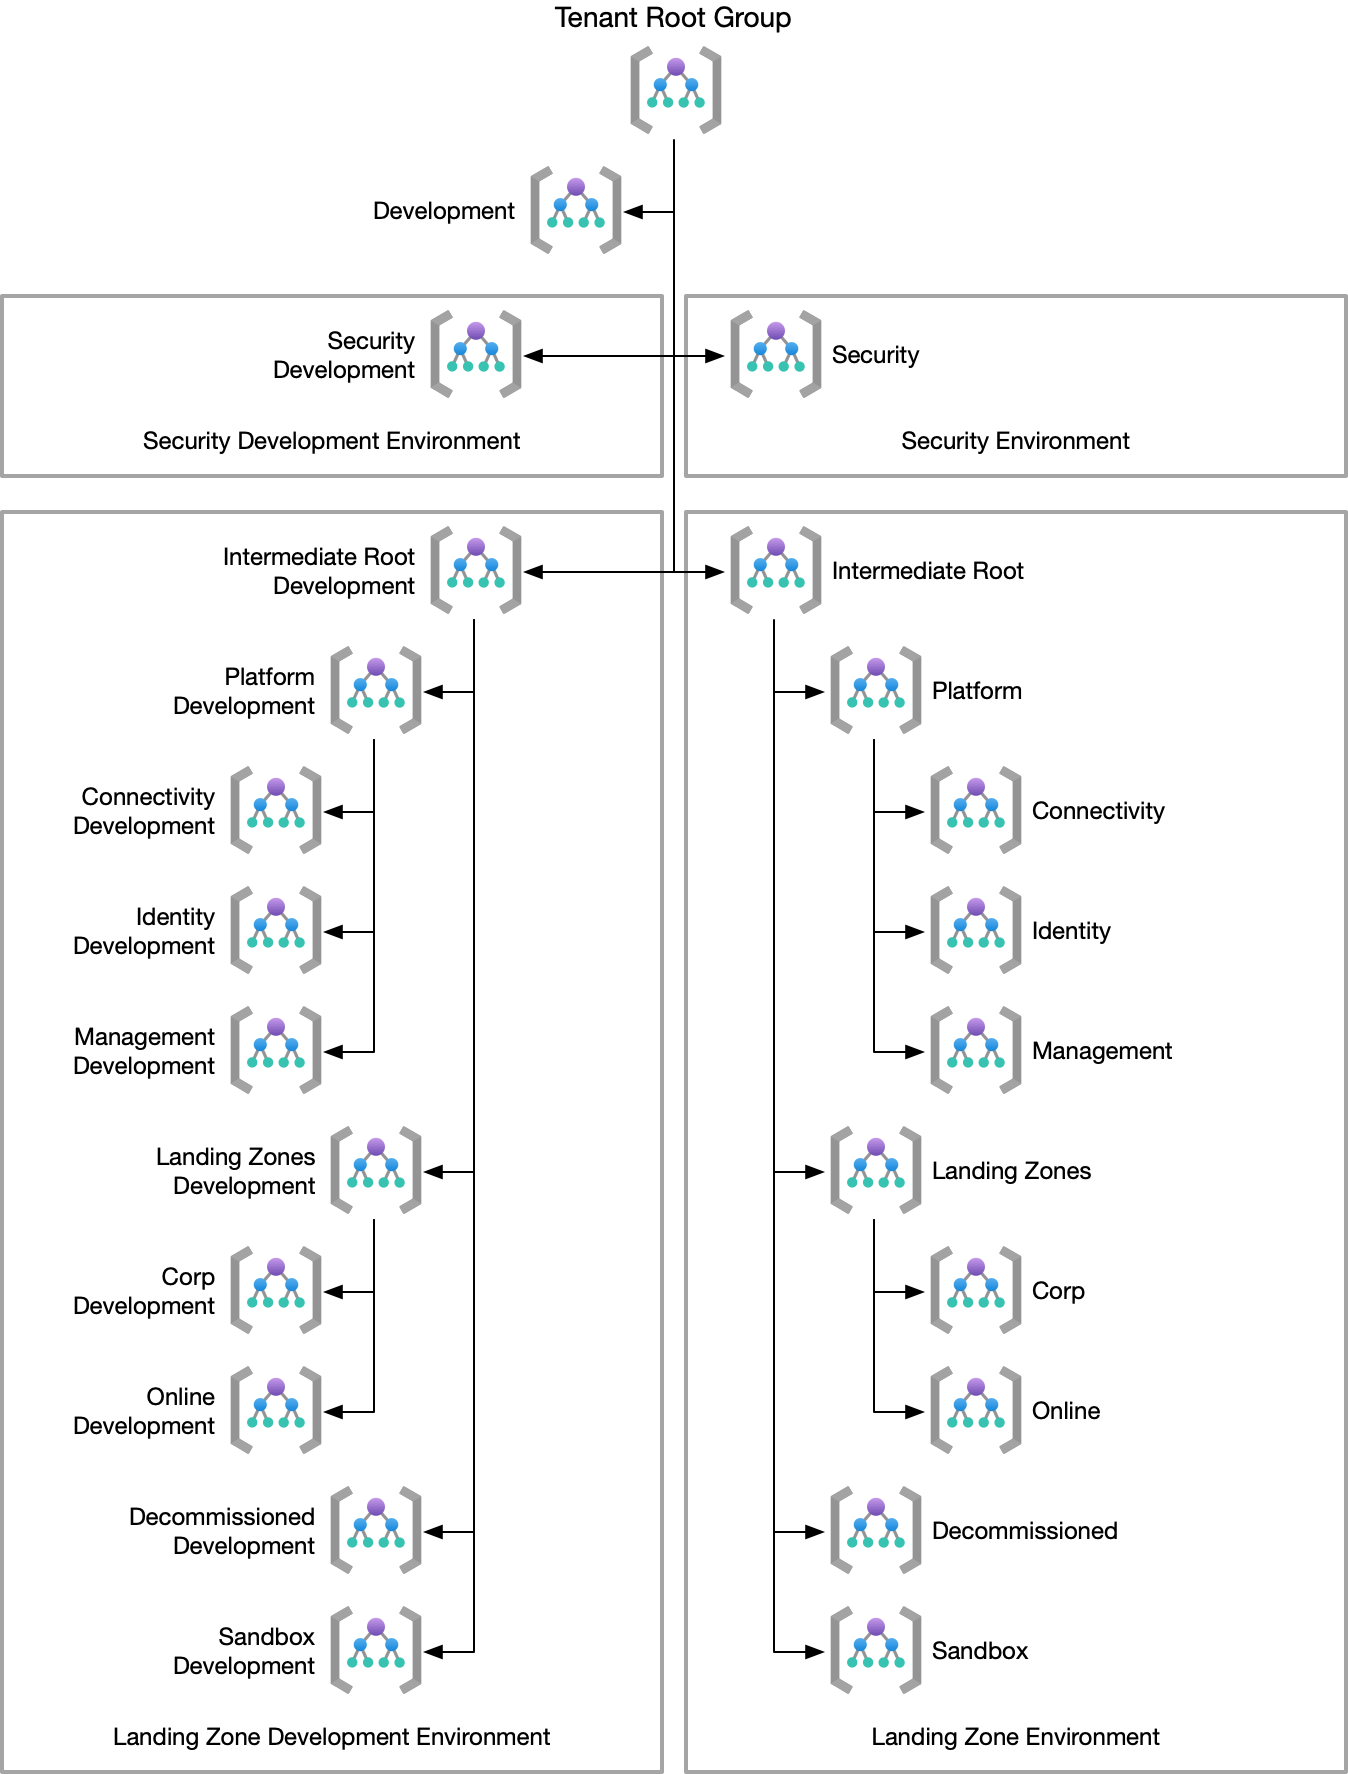 Tenant Root Group
Development
Security
Development
Security Development Environment
Security
Security Environment
Intermediate Root
Development
Platform
Development
Connectivity
Development
Identity
Development
Management
Development
Landing Zones
Development
Corp
Development
Online
Development
Decommissioned
Development
Sandbox
Development
Landing Zone Development Environment
Intermediate Root
Platform
Connectivity
Identity
Management
Landing Zones
Corp
Online
Decommissioned
Sandbox
Landing Zone Environment